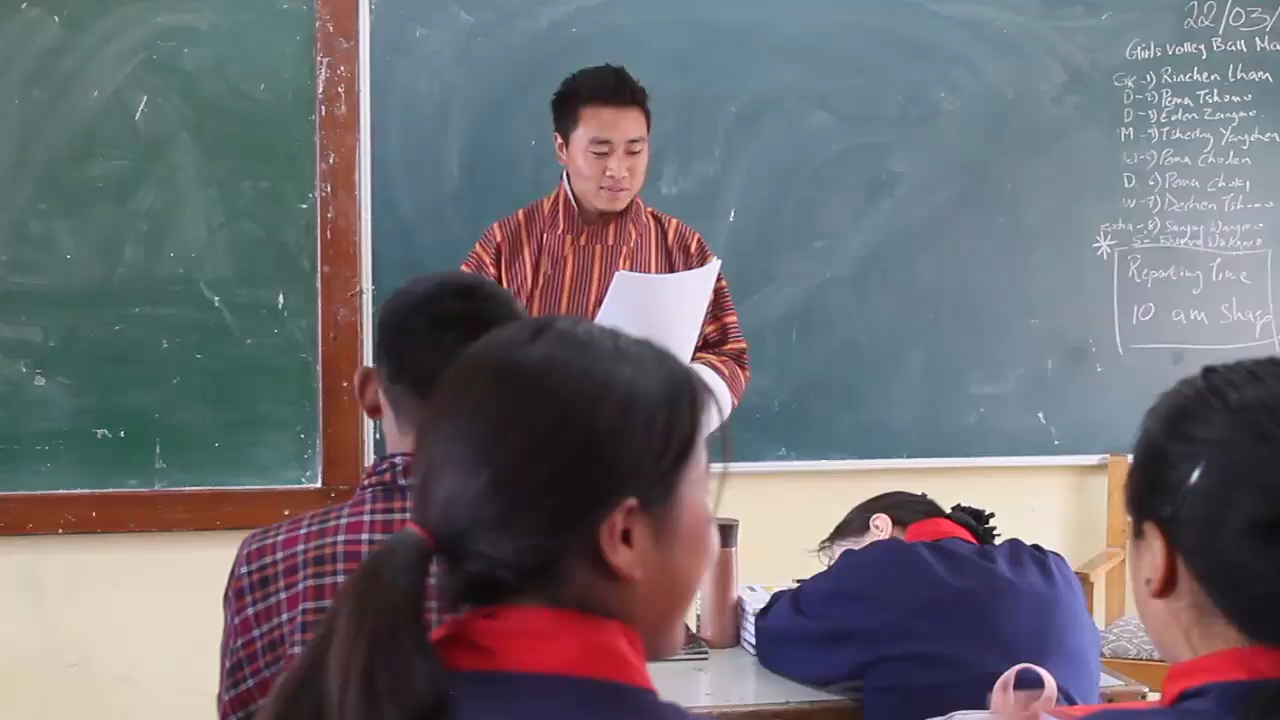 22/03/
Girls Volley Ball Ma
GK-1) Rinchen Lham
D-2) Pema Tshomo
D-3) Eden Zangmo
M-4) Tshering Yangchen
W-5) Pema Choden
D 6) Pema Choki
W-7) Dechen Tshomo
extra-8) Sangay Wangmo
Reporting Time
10 am Sharp